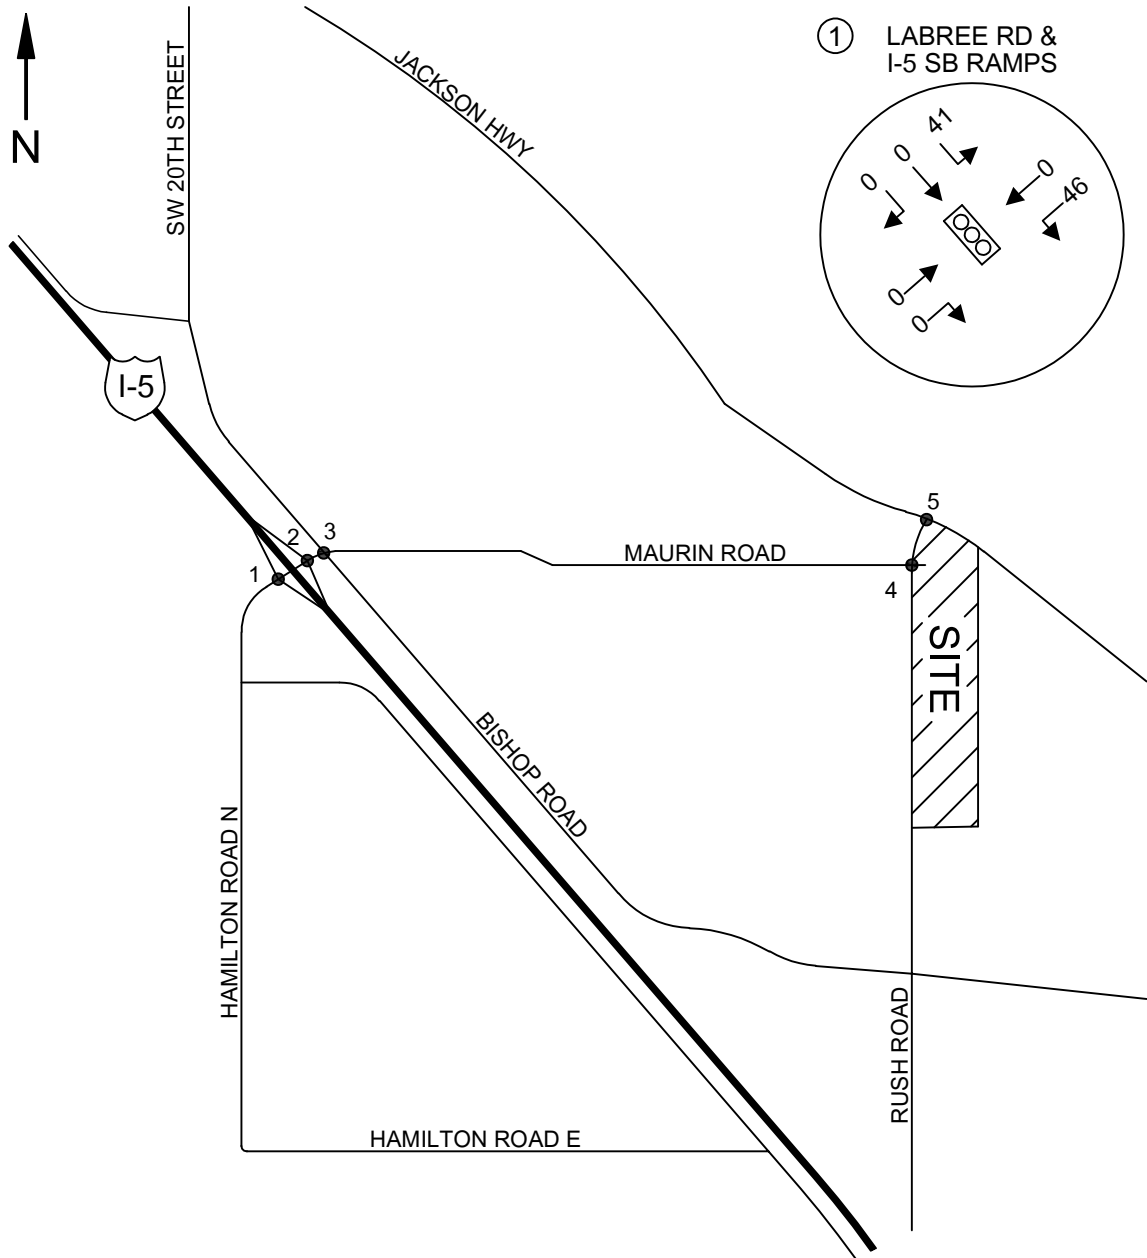 1 LABREE RD &
I-5 SB RAMPS
N
SW 20TH STREET
JACKSON HWY
41
0
0
0
46
0
0
I-5
1
2
3
MAURIN ROAD
4
5
SITE
BISHOP ROAD
HAMILTON ROAD N
HAMILTON ROAD E
RUSH ROAD